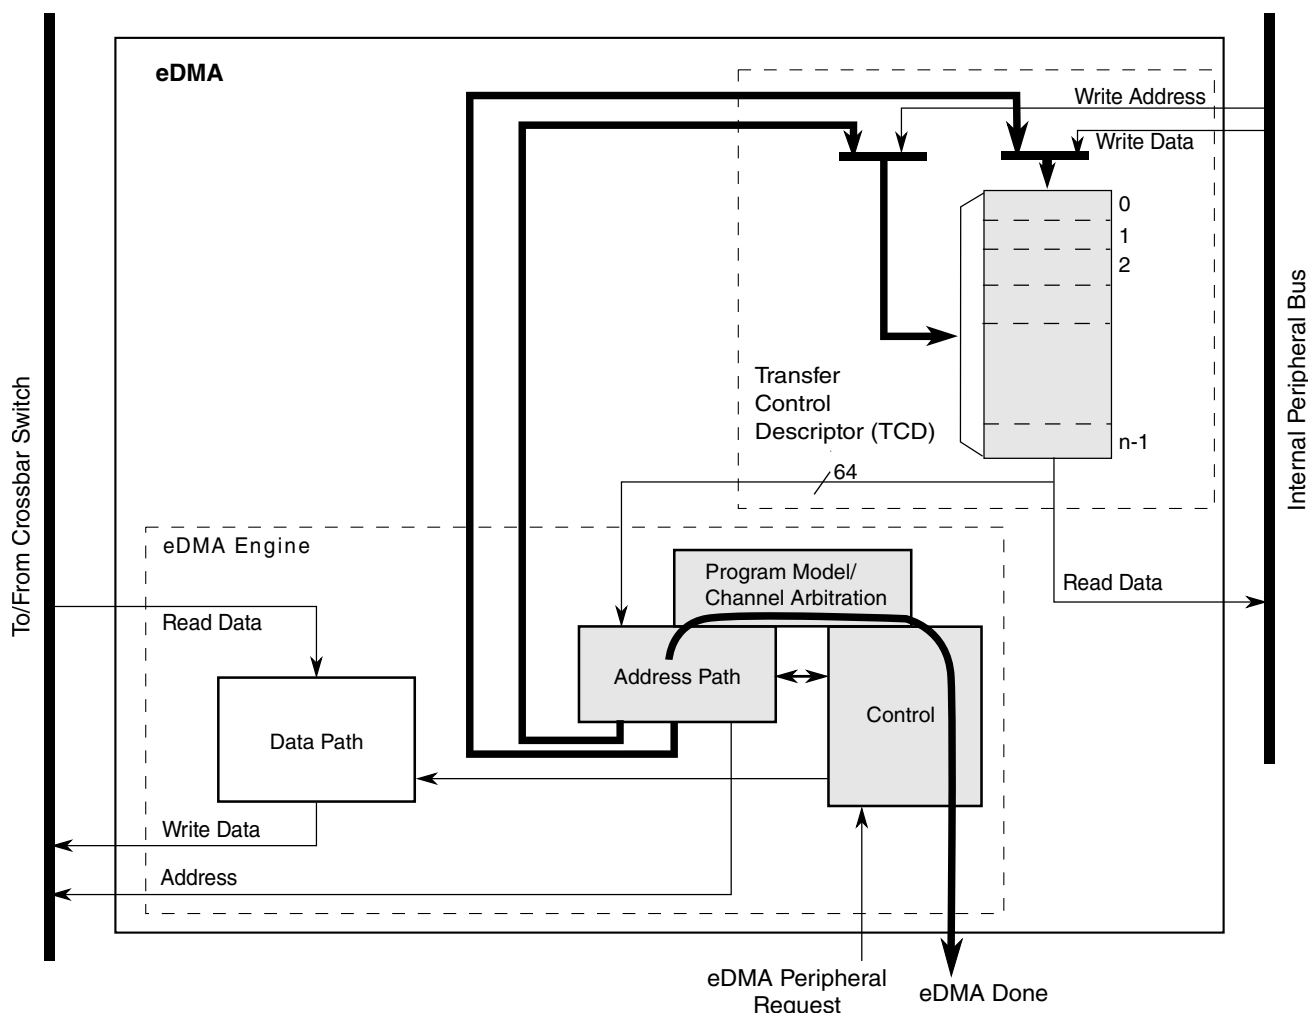 eDMA
Write Address
Write Data
0
1
2
n-1
Transfer
Control
Descriptor (TCD)
64
To/From Crossbar Switch
Internal Peripheral Bus
eDMA Engine
Program Model/
Channel Arbitration
Read Data
Read Data
Address Path
Control
Data Path
Write Data
Address
eDMA Peripheral
Request
eDMA Done